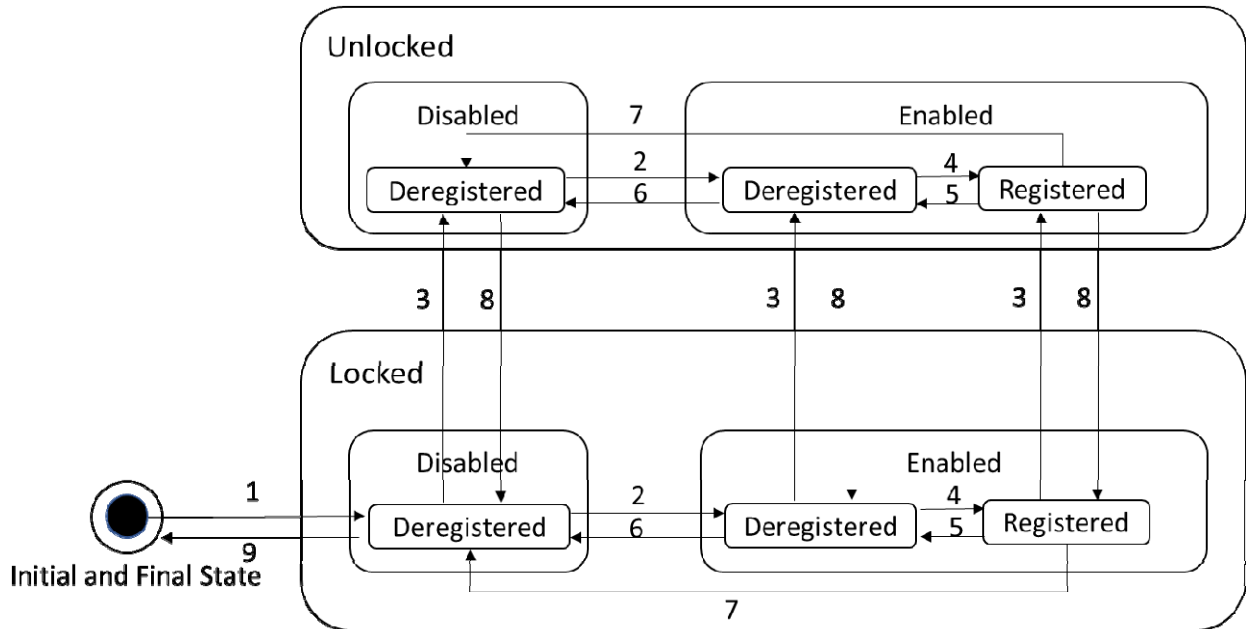 Unlocked
Disabled
7
Enabled
Deregistered
2
6
Deregistered
4
5
Registered
3
8
3
8
3
8
Locked
Disabled
Enabled
1
9
Initial and Final State
Deregistered
2
6
Deregistered
4
5
Registered
7